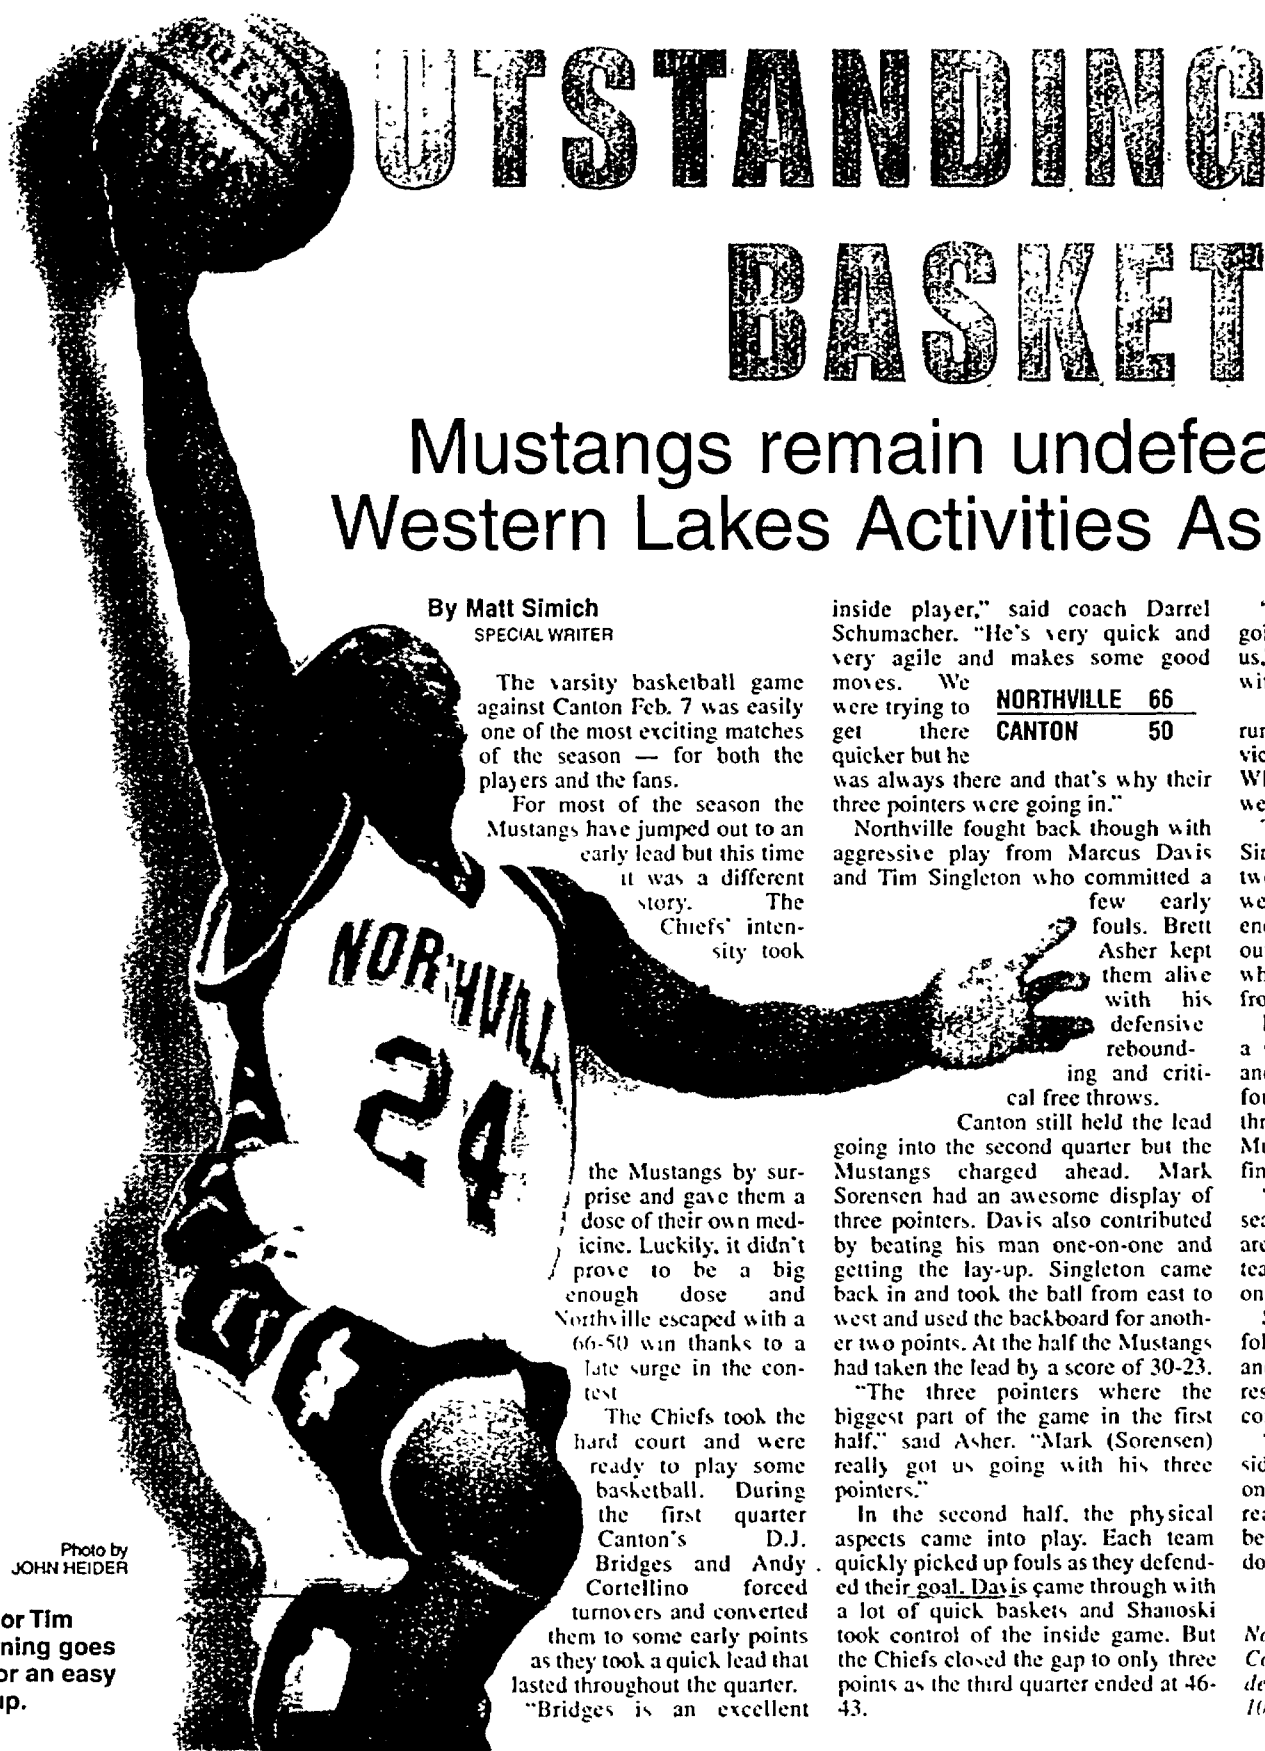 UTSTANDING
BASKET
Mustangs remain undefea
Western Lakes Activities As
By Matt Simich
SPECIAL WRITER
The varsity basketball game
against Canton Feb. 7 was easily
one of the most exciting matches
of the season — for both the
players and the fans.
For most of the season the
Mustangs have jumped out to an
early lead but this time
it was a different
story. The
Chiefs' inten-
sity took
NORTHVILL
24
the Mustangs by sur-
prise and gave them a
dose of their own med-
icine. Luckily, it didn't
prove to be a big
enough dose and
Northville escaped with a
66-50 win thanks to a
late surge in the con-
test
The Chiefs took the
hard court and were
ready to play some
basketball. During
the first quarter
Canton's D.J.
Bridges and Andy
Cortellino forced
turnovers and converted
them to some early points
as they took a quick lead that
lasted throughout the quarter.
"Bridges is an excellent
inside player," said coach Darrel
Schumacher. "He's very quick and
very agile and makes some good
moves. We
were trying to
get there
quicker but he
was always there and that's why their
three pointers were going in."
NORTHVILLE 66
CANTON 50
Northville fought back though with
aggressive play from Marcus Davis
and Tim Singleton who committed a
few early
fouls. Brett
Asher kept
them alive
with his
defensive
rebound-
ing and criti-
cal free throws.
Canton still held the lead
going into the second quarter but the
Mustangs charged ahead. Mark
Sorensen had an awesome display of
three pointers. Davis also contributed
by beating his man one-on-one and
getting the lay-up. Singleton came
back in and took the ball from east to
west and used the backboard for anoth-
er two points. At the half the Mustangs
had taken the lead by a score of 30-23.
"The three pointers where the
biggest part of the game in the first
half," said Asher. "Mark (Sorensen)
really got us going with his three
pointers."
In the second half, the physical
aspects came into play. Each team
quickly picked up fouls as they defend-
ed their goal. Davis came through with
a lot of quick baskets and Shanoski
took control of the inside game. But
the Chiefs closed the gap to only three
points as the third quarter ended at 46-
43.
Photo by
JOHN HEIDER
or Tim
ning goes
or an easy
up.